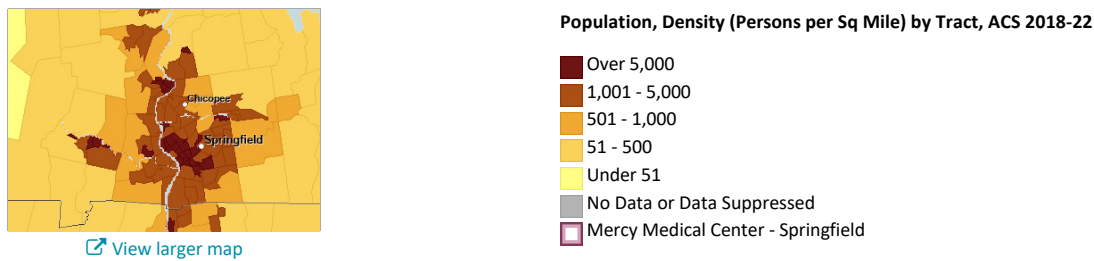 Chicopee
Springfield
View larger map
Population, Density (Persons per Sq Mile) by Tract, ACS 2018-22
Over 5,000
1,001 - 5,000
501 - 1,000
51 - 500
Under 51
No Data or Data Suppressed
Mercy Medical Center - Springfield